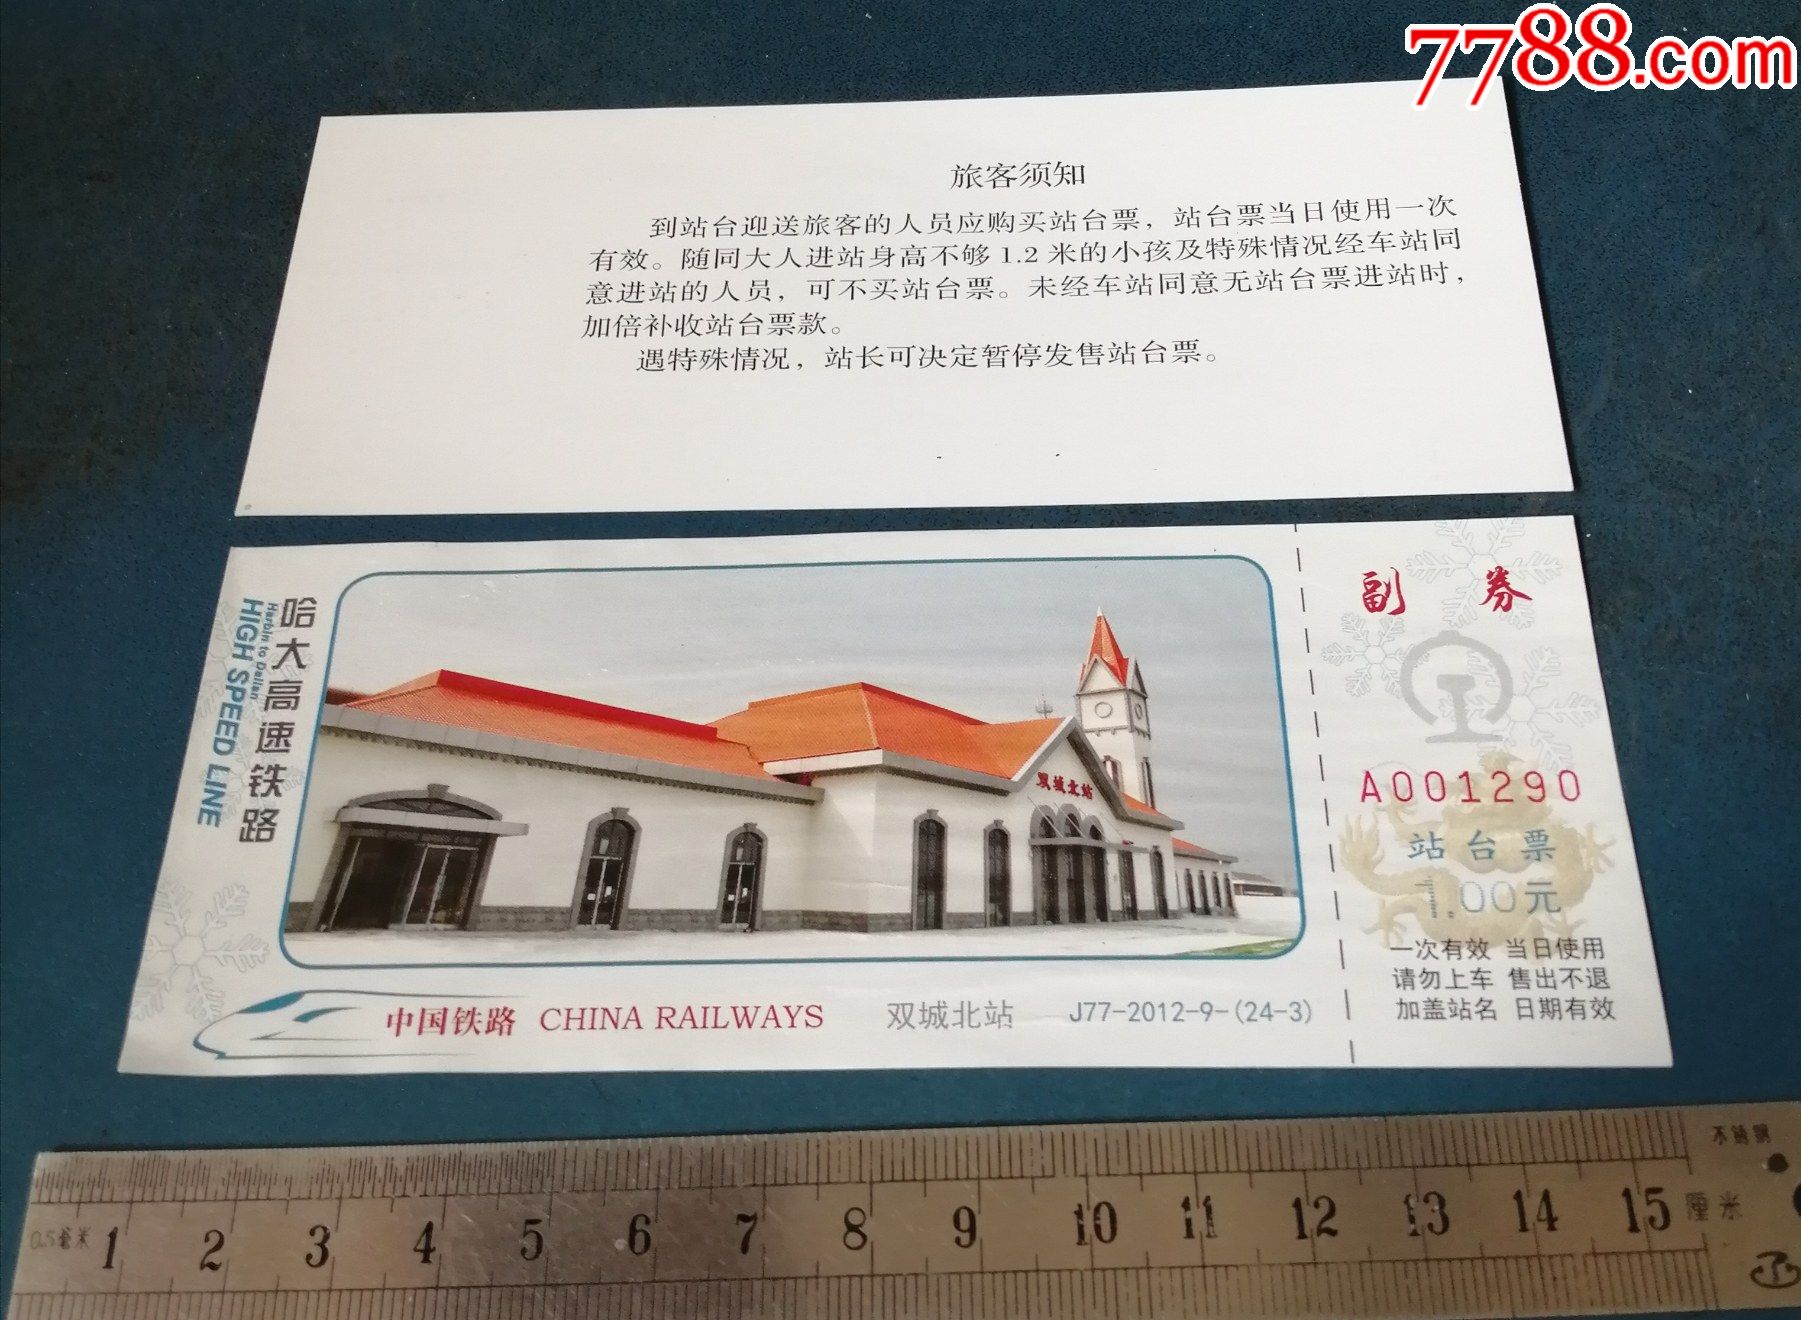 7788.com
旅客须知
到站台迎送旅客的人员应购买站台票，站台票当日使用一次
有效。随同大人进站身高不够 1.2 米的小孩及特殊情况经车站同
意进站的人员，可不买站台票。未经车站同意无站台票进站时，
加倍补收站台票款。
遇特殊情况，站长可决定暂停发售站台票。
哈大高速铁路
Harbin to Dalian
HIGH SPEED LINE
双城北站
中国铁路 CHINA RAILWAYS 双城北站 J77-2012-9-(24-3)
副 券
A001290
站台票
1.00元
一次有效 当日使用
请勿上车 售出不退
加盖站名 日期有效
不锈钢
0.5毫米 1 2 3 4 5 6 7 8 9 10 11 12 13 14 15 厘米